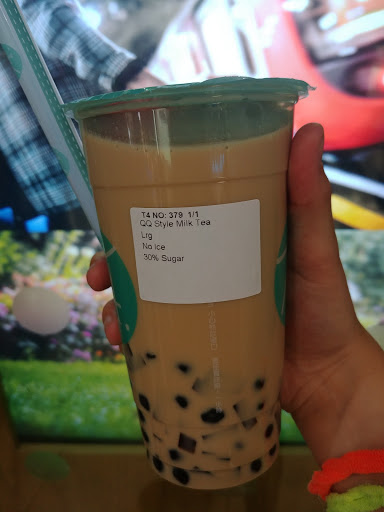 T4 NO: 379 1/1
QQ Style Milk Tea
Lrg
No Ice
30% Sugar